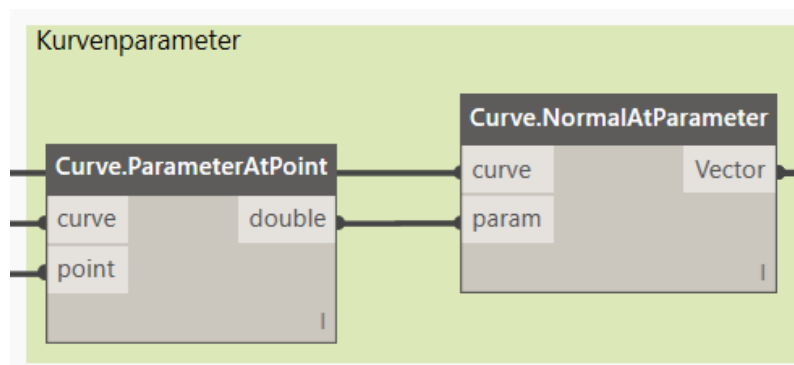 Kurvenparameter
Curve.ParameterAtPoint
curve double
point
l
Curve.NormalAtParameter
curve Vector
param
l